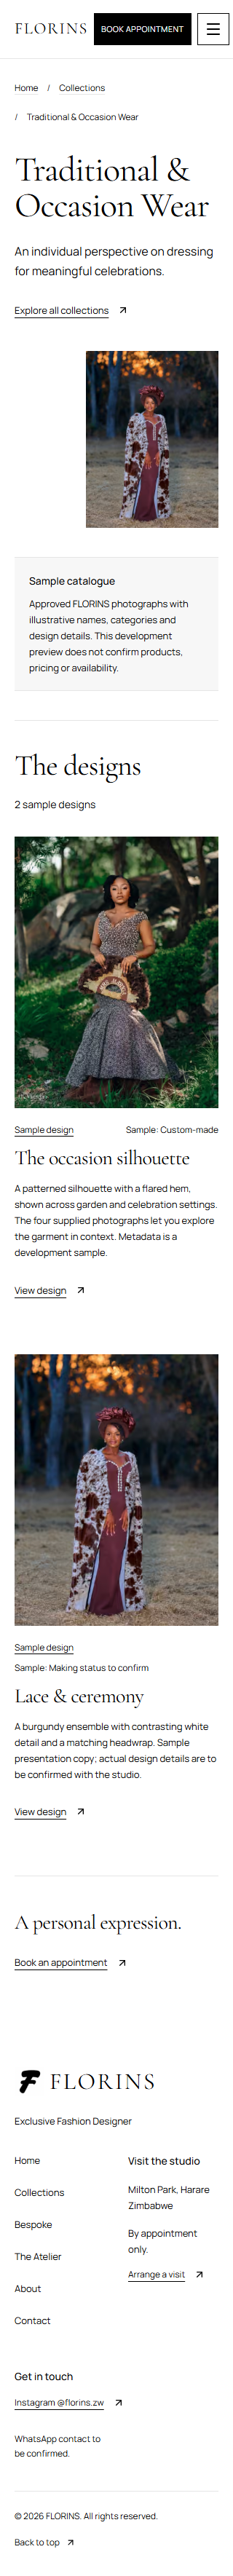 FLORINS
BOOK APPOINTMENT
Home / Collections
/ Traditional & Occasion Wear
Traditional &
Occasion Wear
An individual perspective on dressing
for meaningful celebrations.
Explore all collections
Sample catalogue
Approved FLORINS photographs with
illustrative names, categories and
design details. This development
preview does not confirm products,
pricing or availability.
The designs
2 sample designs
Sample design
Sample: Custom-made
The occasion silhouette
A patterned silhouette with a flared hem,
shown across garden and celebration settings.
The four supplied photographs let you explore
the garment in context. Metadata is a
development sample.
View design
Sample design
Sample: Making status to confirm
Lace & ceremony
A burgundy ensemble with contrasting white
detail and a matching headwrap. Sample
presentation copy; actual design details are to
be confirmed with the studio.
View design
A personal expression.
Book an appointment
FLORINS
Exclusive Fashion Designer
Home
Collections
Bespoke
The Atelier
About
Contact
Visit the studio
Milton Park, Harare
Zimbabwe
By appointment
only.
Arrange a visit
Get in touch
Instagram @florins.zw
WhatsApp contact to
be confirmed.
© 2026 FLORINS. All rights reserved.
Back to top